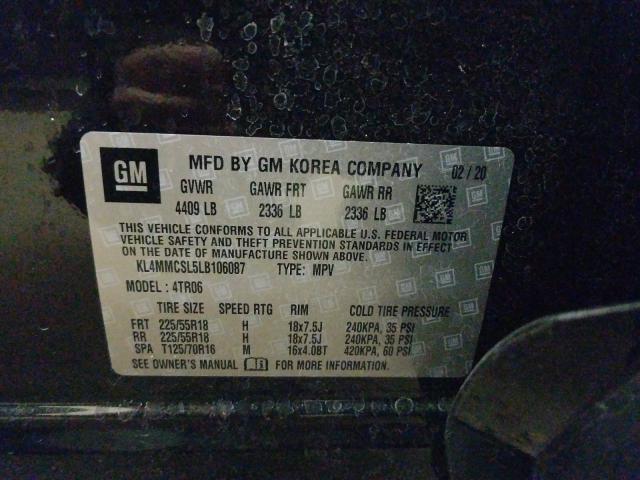 GM
MFD BY GM KOREA COMPANY 02 / 20
GVWR GAWR FRT GAWR RR
4409 LB 2336 LB 2336 LB
THIS VEHICLE CONFORMS TO ALL APPLICABLE U.S. FEDERAL MOTOR
VEHICLE SAFETY AND THEFT PREVENTION STANDARDS IN EFFECT
ON THE DATE OF MANUFACTURE SHOWN ABOVE.
KL4MMCSL5LB106087 TYPE: MPV
MODEL : 4TR06
TIRE SIZE SPEED RTG RIM COLD TIRE PRESSURE
FRT 225/55R18 H 18x7.5J 240KPA, 35 PSI
RR 225/55R18 H 18x7.5J 240KPA, 35 PSI
SPA T125/70R16 M 16x4.0BT 420KPA, 60 PSI
SEE OWNER'S MANUAL FOR MORE INFORMATION.